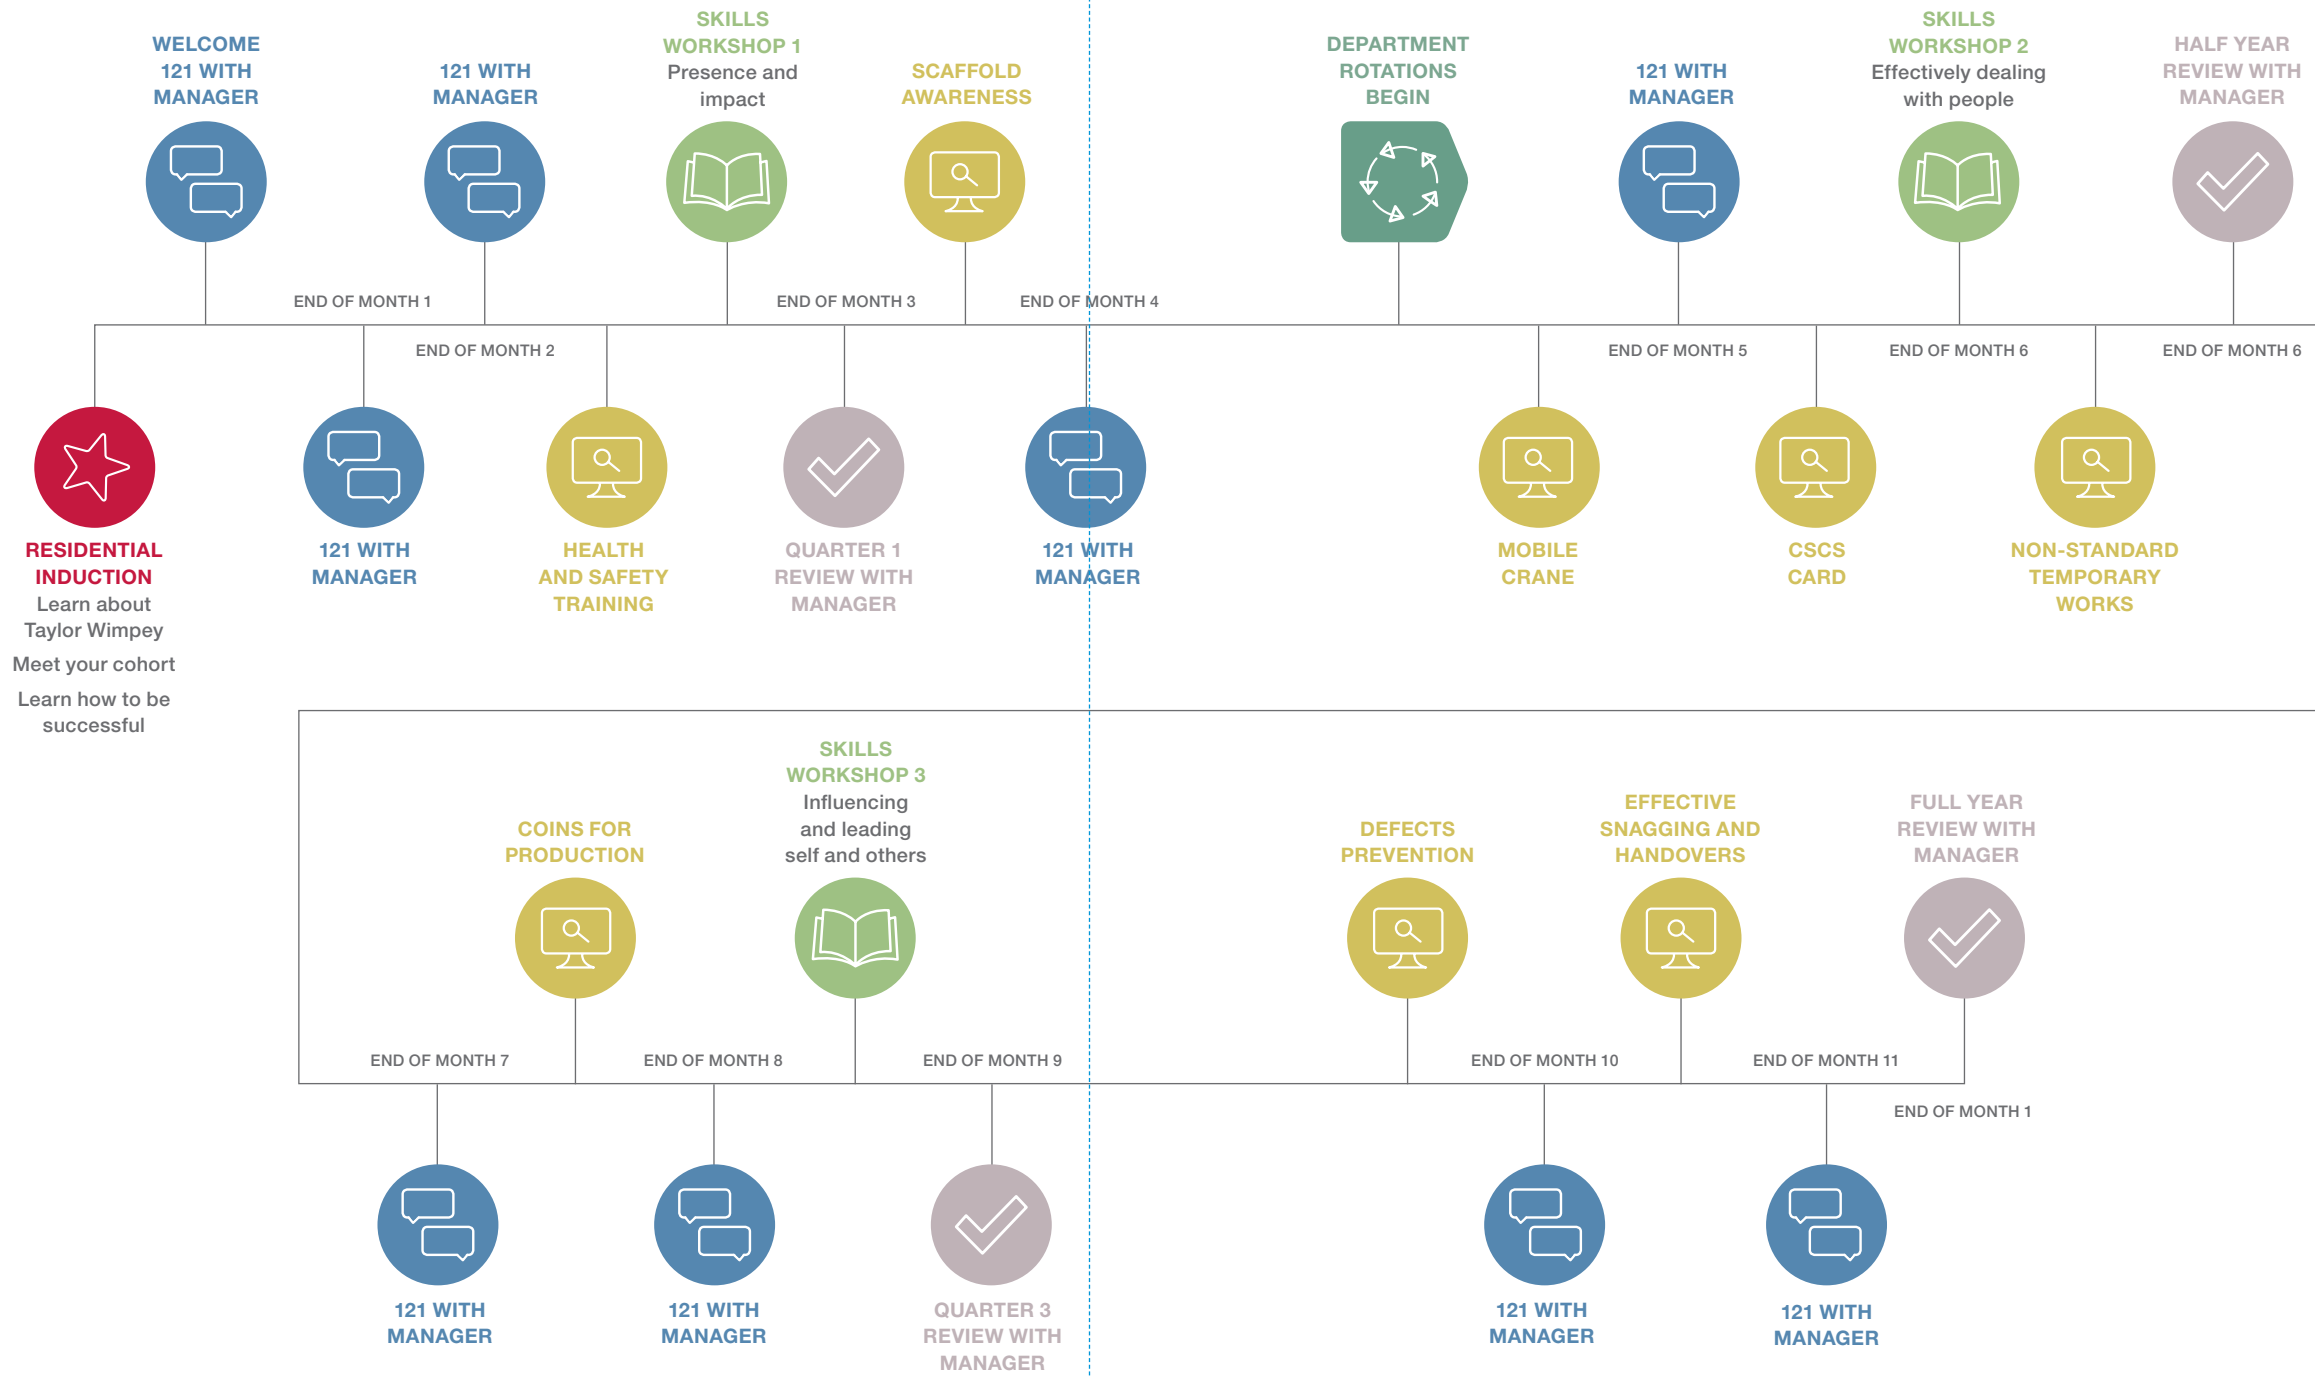 WELCOME
121 WITH
MANAGER
121 WITH
MANAGER
SKILLS
WORKSHOP 1
Presence and
impact
SCAFFOLD
AWARENESS
DEPARTMENT
ROTATIONS
BEGIN
121 WITH
MANAGER
SKILLS
WORKSHOP 2
Effectively dealing
with people
HALF YEAR
REVIEW WITH
MANAGER
END OF MONTH 1
END OF MONTH 3
END OF MONTH 4
END OF MONTH 2
END OF MONTH 5
END OF MONTH 6
END OF MONTH 6
RESIDENTIAL
INDUCTION
Learn about
Taylor Wimpey
Meet your cohort
Learn how to be
successful
121 WITH
MANAGER
HEALTH
AND SAFETY
TRAINING
QUARTER 1
REVIEW WITH
MANAGER
121 WITH
MANAGER
MOBILE
CRANE
CSCS
CARD
NON-STANDARD
TEMPORARY
WORKS
COINS FOR
PRODUCTION
SKILLS
WORKSHOP 3
Influencing
and leading
self and others
DEFECTS
PREVENTION
EFFECTIVE
SNAGGING AND
HANDOVERS
FULL YEAR
REVIEW WITH
MANAGER
END OF MONTH 7
END OF MONTH 8
END OF MONTH 9
END OF MONTH 10
END OF MONTH 11
END OF MONTH 1
121 WITH
MANAGER
121 WITH
MANAGER
QUARTER 3
REVIEW WITH
MANAGER
121 WITH
MANAGER
121 WITH
MANAGER